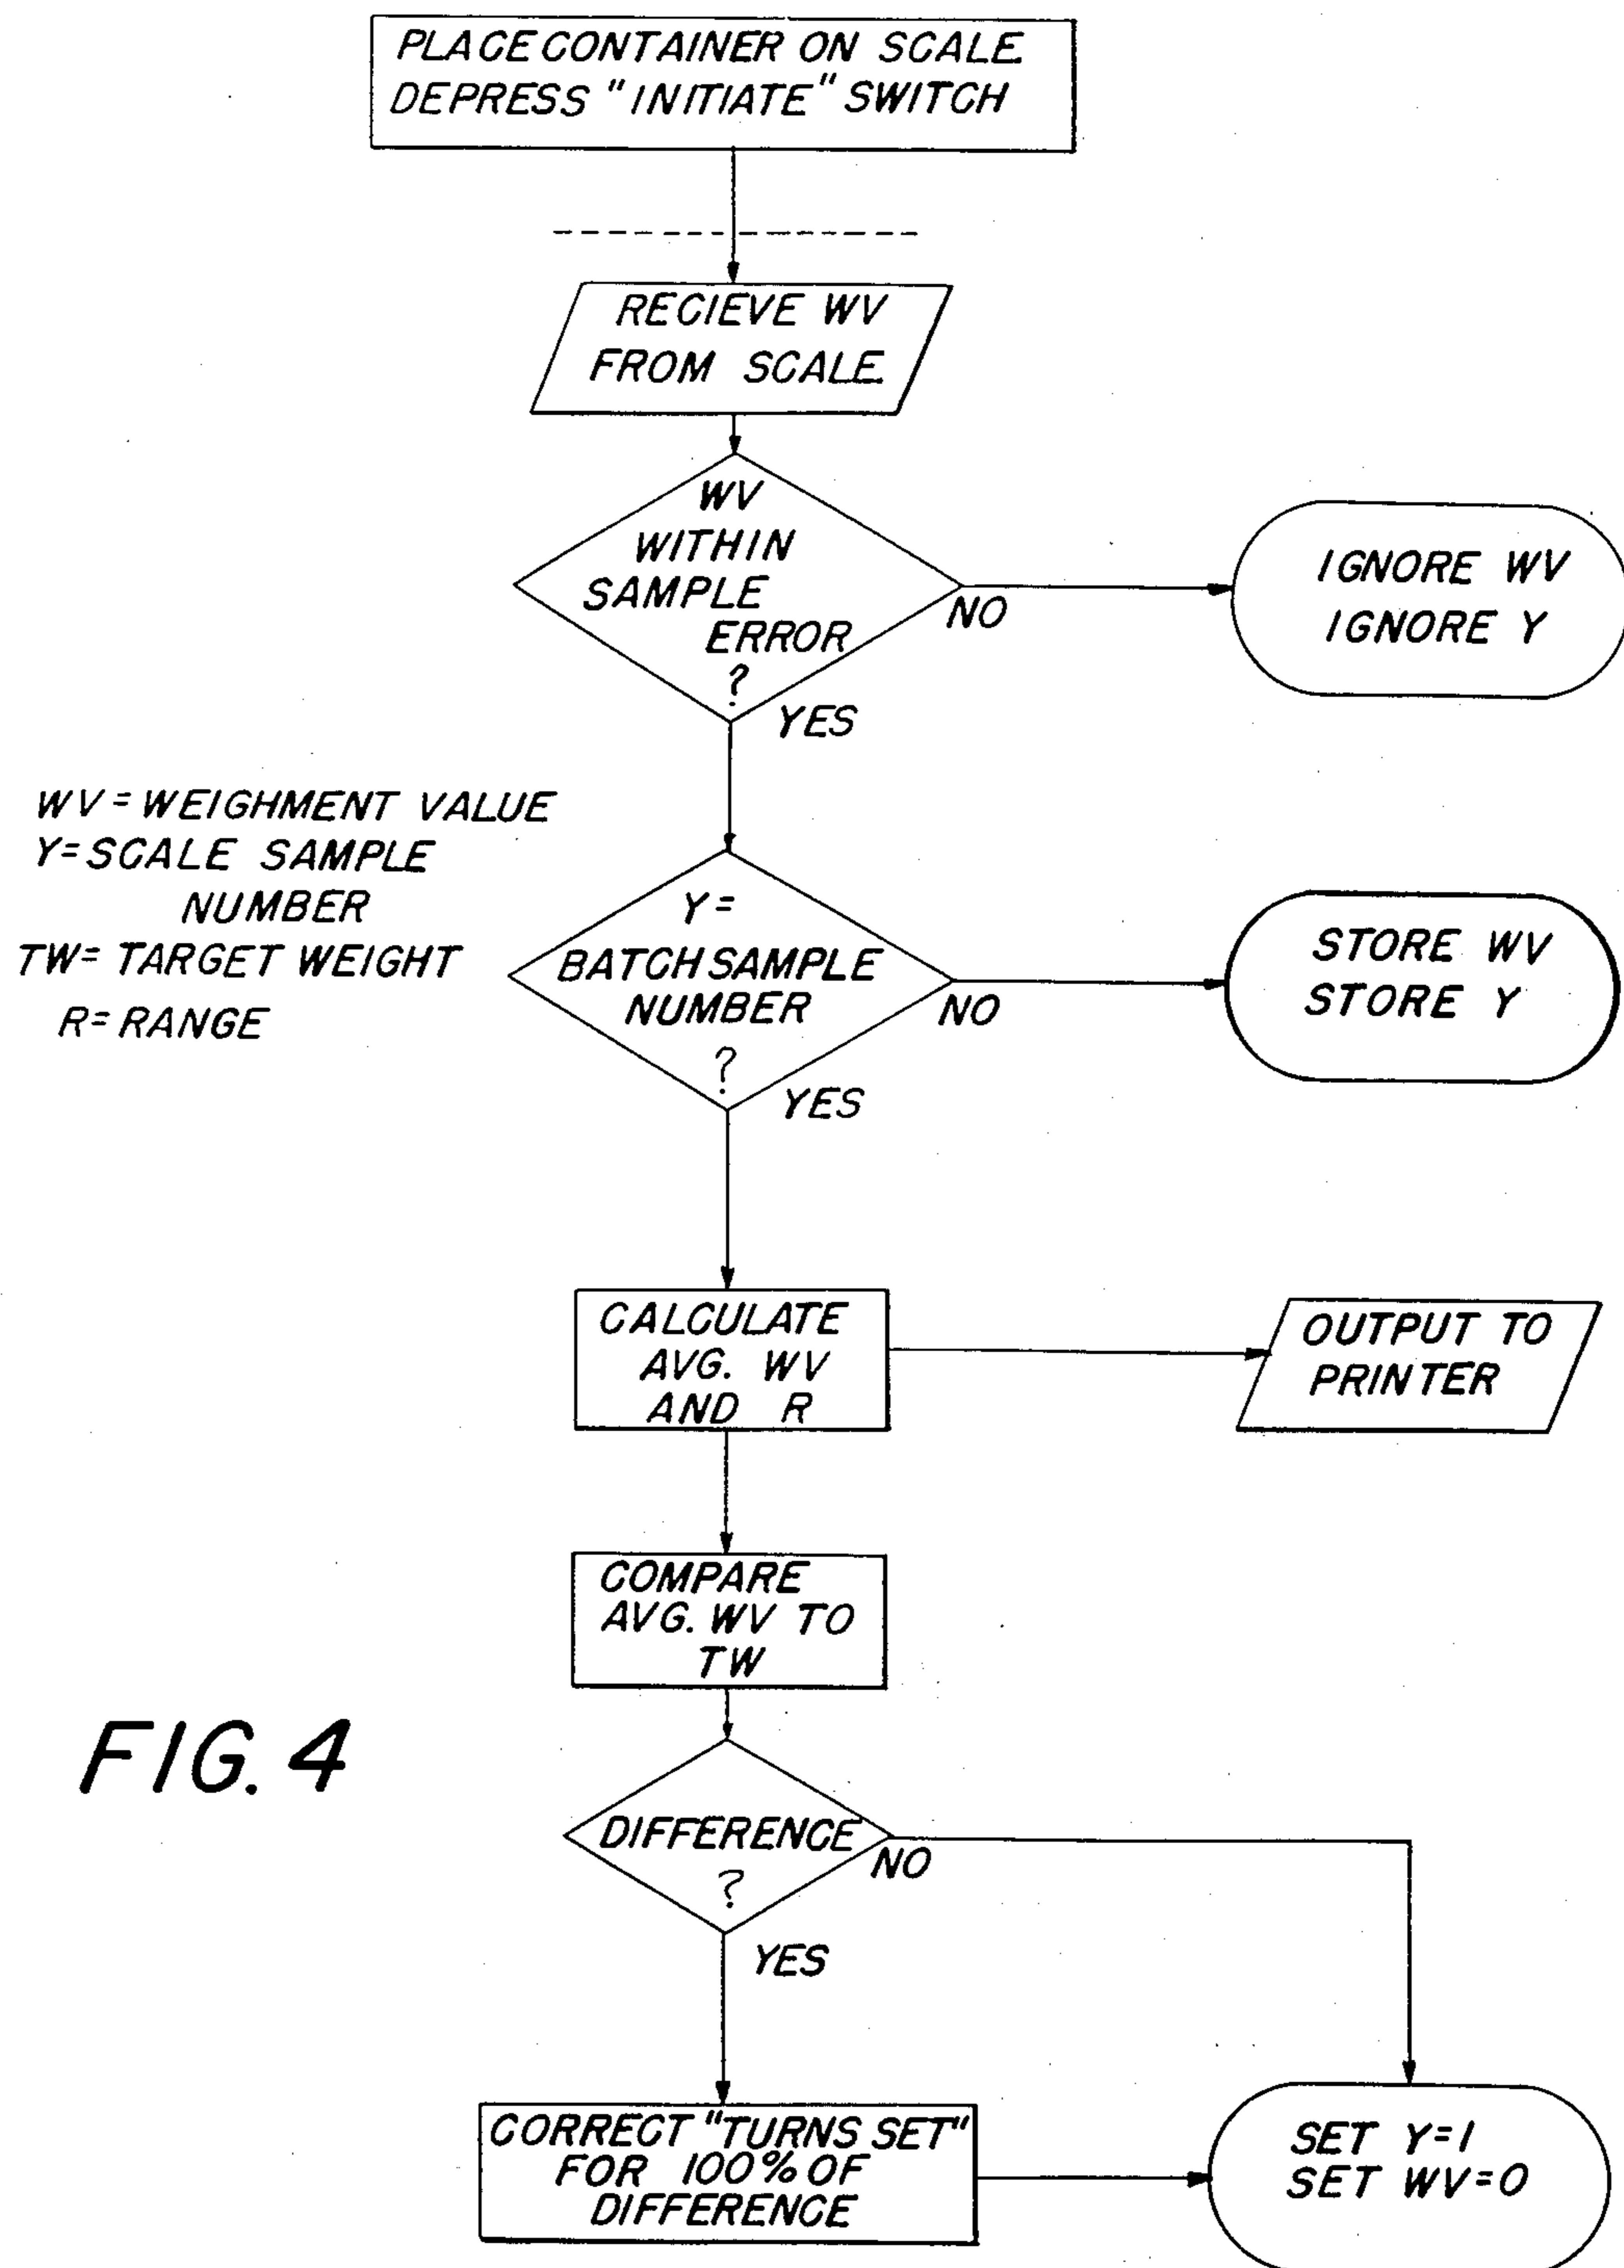 PLACE CONTAINER ON SCALE
DEPRESS "INITIATE" SWITCH
RECIEVE WV
FROM SCALE
WV
WITHIN
SAMPLE
ERROR
?
NO
YES
IGNORE WV
IGNORE Y
WV = WEIGHMENT VALUE
Y = SCALE SAMPLE
NUMBER
TW = TARGET WEIGHT
R = RANGE
Y =
BATCH SAMPLE
NUMBER
?
NO
YES
STORE WV
STORE Y
CALCULATE
AVG. WV
AND R
OUTPUT TO
PRINTER
COMPARE
AVG. WV TO
TW
FIG. 4
DIFFERENCE
?
NO
YES
CORRECT "TURNS SET"
FOR 100% OF
DIFFERENCE
SET Y=1
SET WV=0